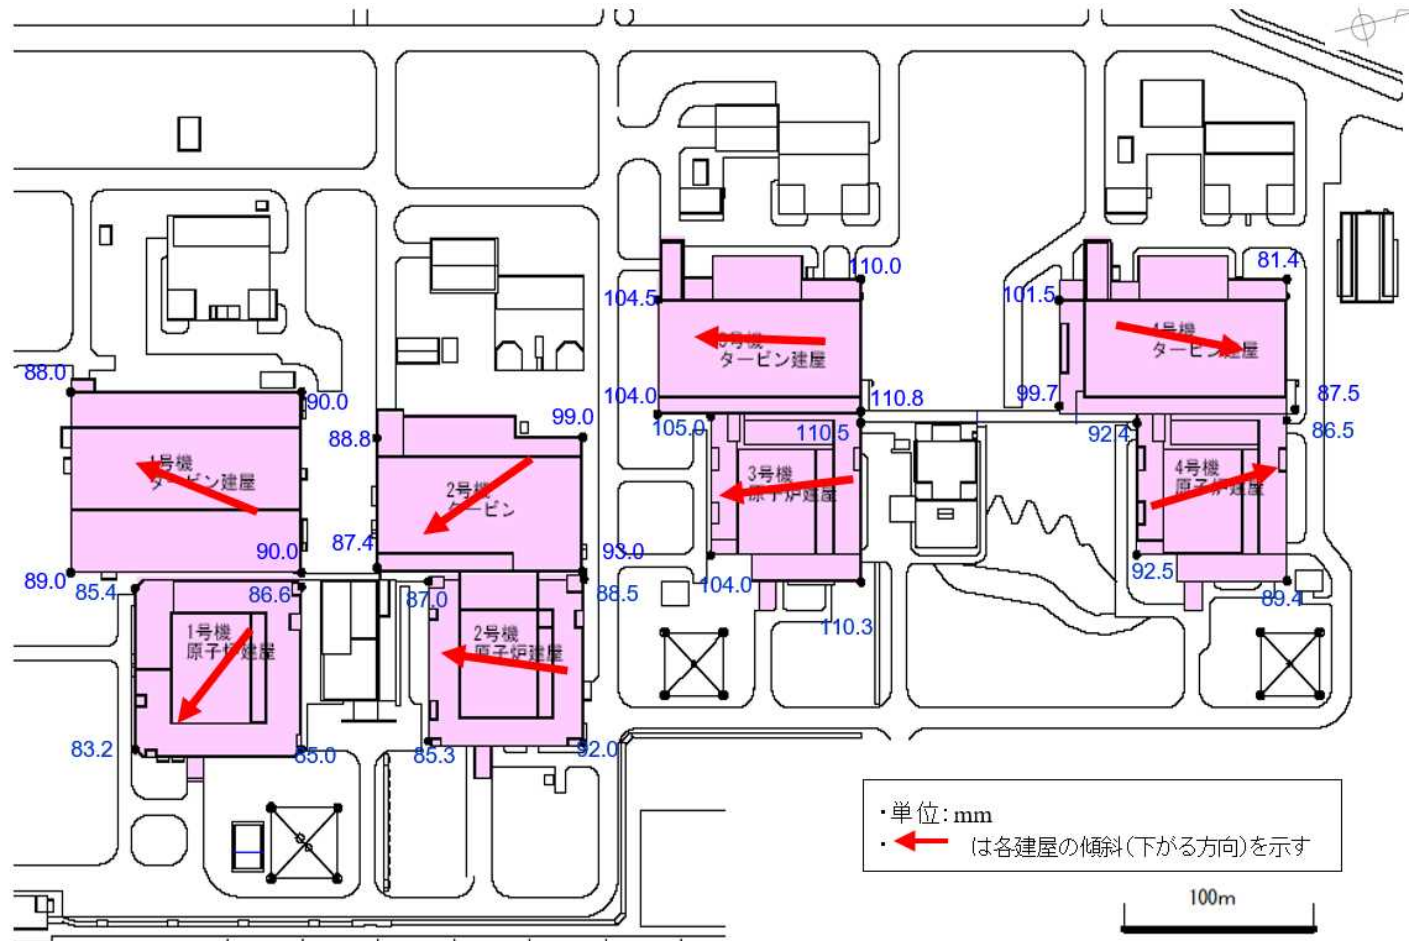 110.0
81.4
104.5
101.5
3号機
タービン建屋
4号機
タービン建屋
88.0
90.0
104.0
110.8
99.7
87.5
99.0
88.8
105.0
110.5
92.4
86.5
1号機
タービン建屋
2号機
タービン
3号機
原子炉建屋
4号機
原子炉建屋
87.4
90.0
93.0
89.0
85.4
86.6
87.0
88.5
104.0
92.5
89.4
110.3
1号機
原子炉建屋
2号機
原子炉建屋
83.2
85.0
85.3
92.0
・単位:mm
・ は各建屋の傾斜(下がる方向)を示す
100m